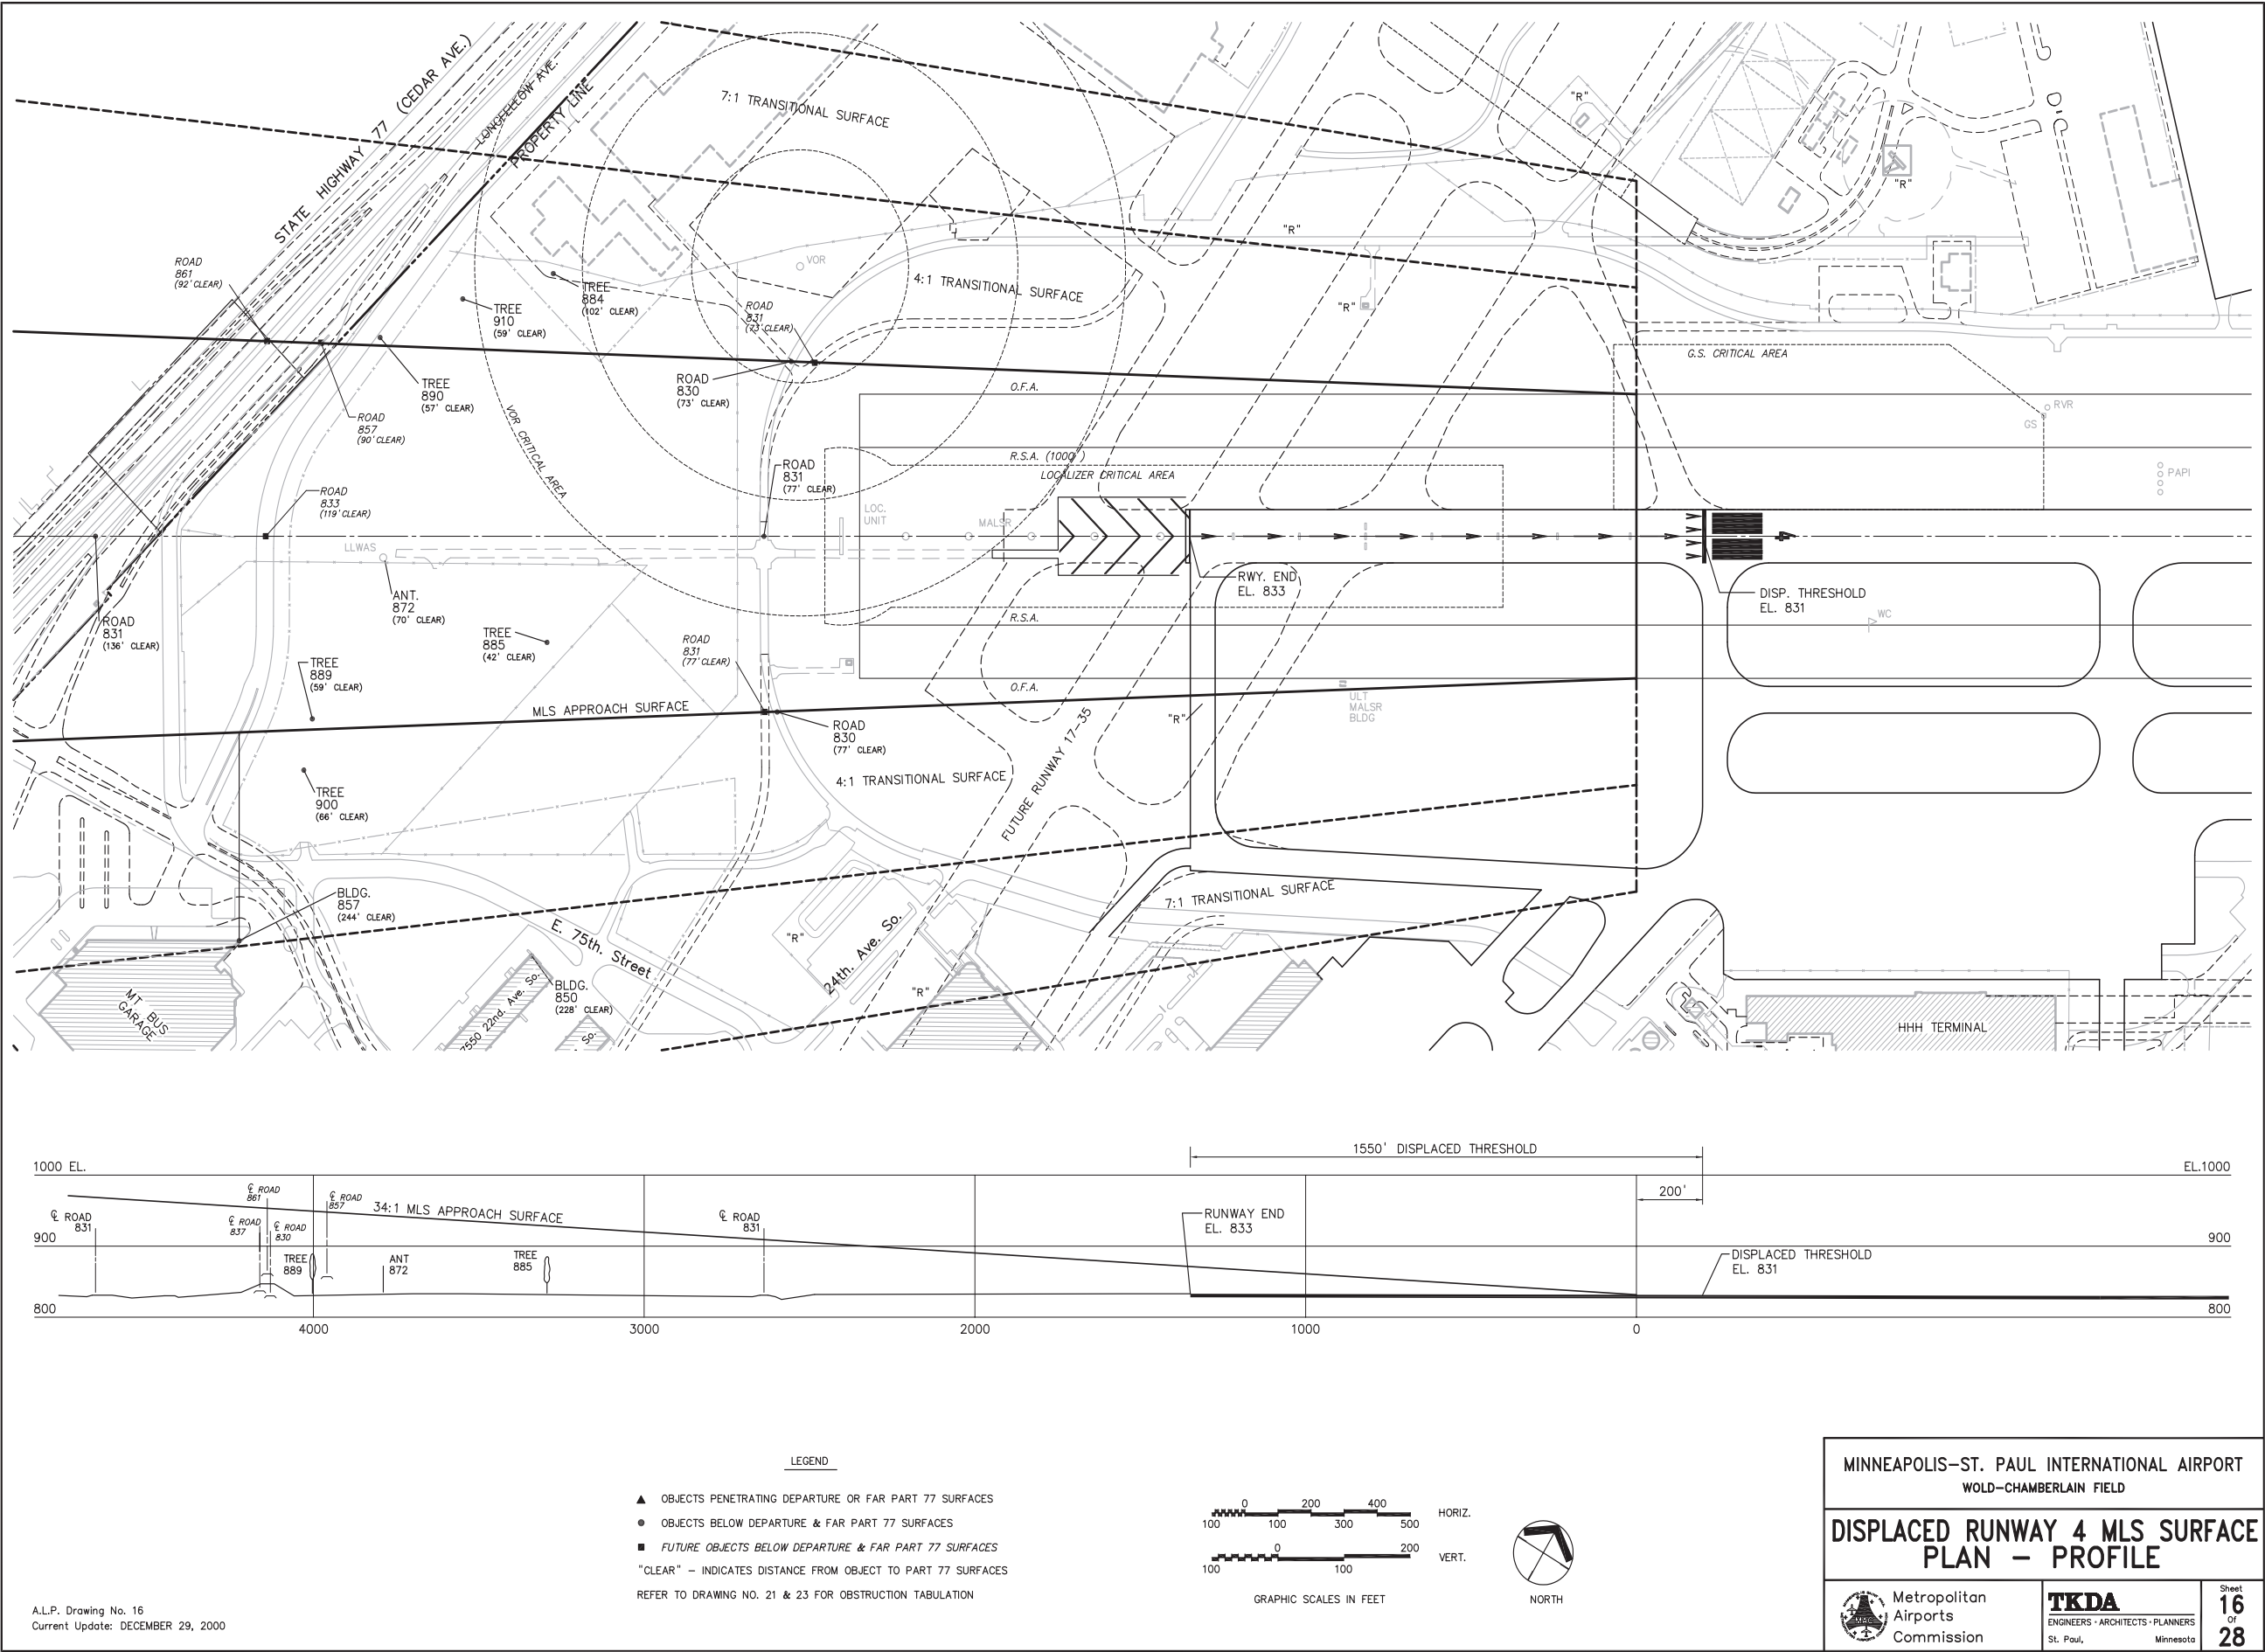 STATE HIGHWAY 77 (CEDAR AVE.)
LONGFELLOW AVE.
PROPERTY LINE
7:1 TRANSITIONAL SURFACE
"R"
"R"
"R"
ROAD
861
(92' CLEAR)
VOR
TREE
884
(102' CLEAR)
TREE
910
(59' CLEAR)
4:1 TRANSITIONAL SURFACE
ROAD
831
(73' CLEAR)
"R"
G.S. CRITICAL AREA
TREE
890
(57' CLEAR)
ROAD
830
(73' CLEAR)
O.F.A.
ROAD
857
(90' CLEAR)
VOR CRITICAL AREA
RVR
GS
R.S.A. (1000')
LOCALIZER CRITICAL AREA
ROAD
831
(77' CLEAR)
PAPI
ROAD
833
(119' CLEAR)
LOC.
UNIT
MALSR
LLWAS
4
RWY. END
EL. 833
DISP. THRESHOLD
EL. 831
ANT.
872
(70' CLEAR)
WC
ROAD
831
(136' CLEAR)
TREE
885
(42' CLEAR)
ROAD
831
(77' CLEAR)
R.S.A.
TREE
889
(59' CLEAR)
O.F.A.
MLS APPROACH SURFACE
ULT
MALSR
BLDG
"R"
ROAD
830
(77' CLEAR)
FUTURE RUNWAY 17-35
4:1 TRANSITIONAL SURFACE
TREE
900
(66' CLEAR)
7:1 TRANSITIONAL SURFACE
BLDG.
857
(244' CLEAR)
E. 75th. Street
"R"
24th. Ave. So.
"R"
BLDG.
850
(228' CLEAR)
7550 22nd. Ave. So.
So.
MT BUS
GARAGE
HHH TERMINAL
1550' DISPLACED THRESHOLD
1000 EL.
EL.1000
200'
℄ ROAD
861
℄ ROAD
857
34:1 MLS APPROACH SURFACE
℄ ROAD
831
℄ ROAD
837
℄ ROAD
830
℄ ROAD
831
RUNWAY END
EL. 833
900
900
TREE
889
ANT
872
TREE
885
DISPLACED THRESHOLD
EL. 831
800
800
4000 3000 2000 1000 0
LEGEND
OBJECTS PENETRATING DEPARTURE OR FAR PART 77 SURFACES
OBJECTS BELOW DEPARTURE & FAR PART 77 SURFACES
FUTURE OBJECTS BELOW DEPARTURE & FAR PART 77 SURFACES
"CLEAR" – INDICATES DISTANCE FROM OBJECT TO PART 77 SURFACES
REFER TO DRAWING NO. 21 & 23 FOR OBSTRUCTION TABULATION
0 200 400
HORIZ.
100 100 300 500
0 200
VERT.
100 100
GRAPHIC SCALES IN FEET
NORTH
MINNEAPOLIS–ST. PAUL INTERNATIONAL AIRPORT
WOLD–CHAMBERLAIN FIELD
DISPLACED RUNWAY 4 MLS SURFACE
PLAN – PROFILE
Metropolitan
Airports
Commission
TKDA
ENGINEERS · ARCHITECTS · PLANNERS
St. Paul, Minnesota
Sheet
16
Of
28
A.L.P. Drawing No. 16
Current Update: DECEMBER 29, 2000